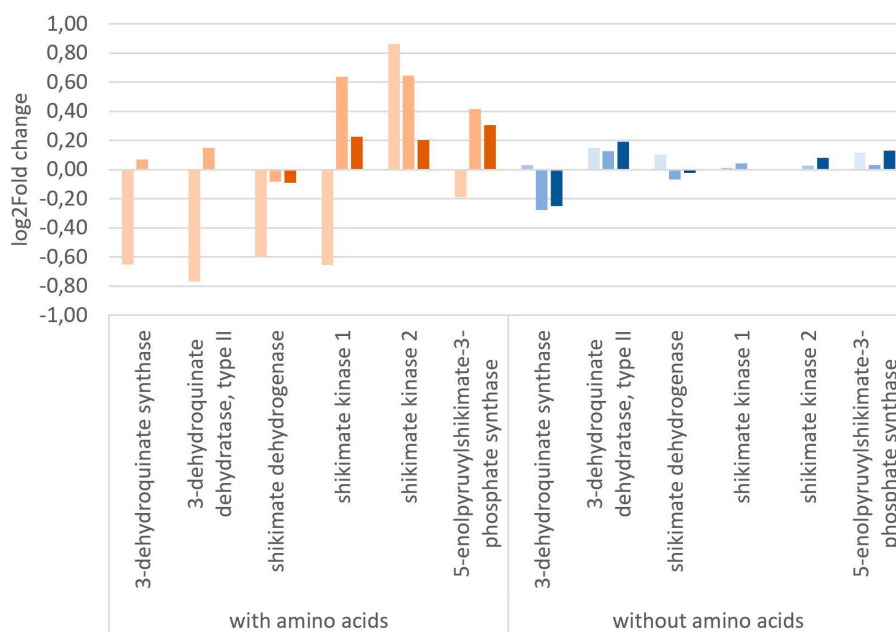 1,00
0,80
0,60
0,40
0,20
0,00
-0,20
-0,40
-0,60
-0,80
-1,00
log2Fold change
3-dehydroquinate synthase
3-dehydroquinate
dehydratase, type II
shikimate dehydrogenase
shikimate kinase 1
shikimate kinase 2
5-enolpyruvylshikimate-3-
phosphate synthase
3-dehydroquinate synthase
3-dehydroquinate
dehydratase, type II
shikimate dehydrogenase
shikimate kinase 1
shikimate kinase 2
5-enolpyruvylshikimate-3-
phosphate synthase
with amino acids
without amino acids